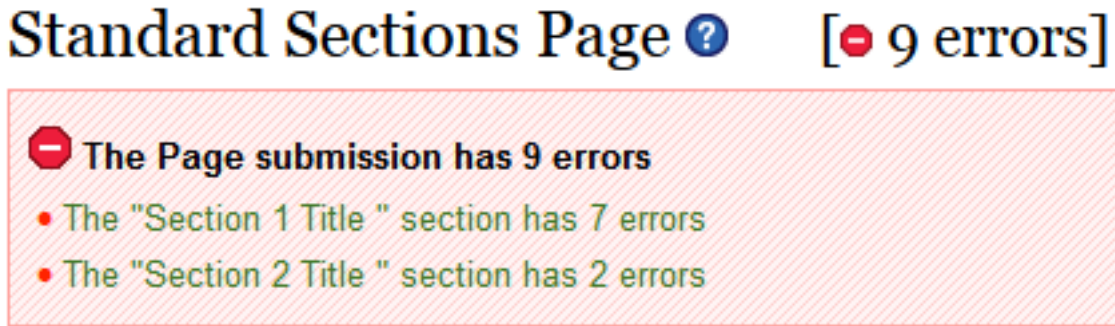 Standard Sections Page ? [ 9 errors]
The Page submission has 9 errors
• The "Section 1 Title " section has 7 errors
• The "Section 2 Title " section has 2 errors